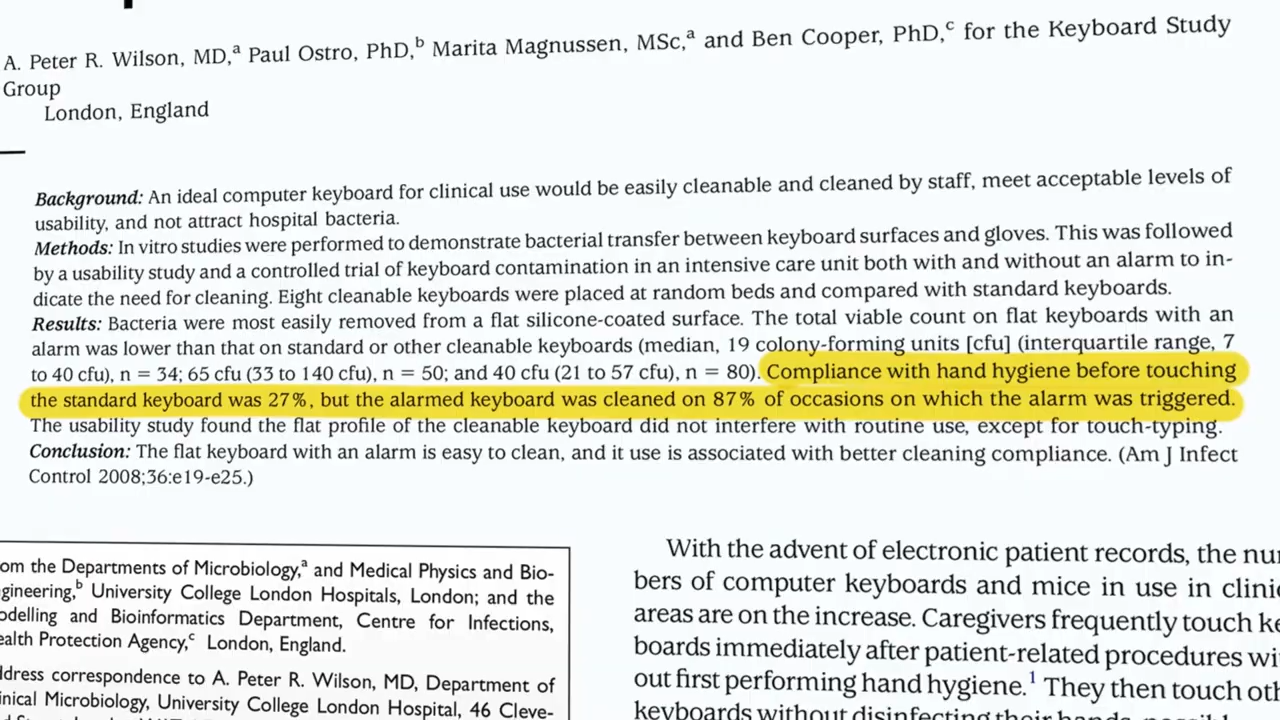 A. Peter R. Wilson, MD,ᵃ Paul Ostro, PhD,ᵇ Marita Magnussen, MSc,ᵃ and Ben Cooper, PhD,ᶜ for the Keyboard Study
Group
London, England
Background: An ideal computer keyboard for clinical use would be easily cleanable and cleaned by staff, meet acceptable levels of
usability, and not attract hospital bacteria.
Methods: In vitro studies were performed to demonstrate bacterial transfer between keyboard surfaces and gloves. This was followed
by a usability study and a controlled trial of keyboard contamination in an intensive care unit both with and without an alarm to in-
dicate the need for cleaning. Eight cleanable keyboards were placed at random beds and compared with standard keyboards.
Results: Bacteria were most easily removed from a flat silicone-coated surface. The total viable count on flat keyboards with an
alarm was lower than that on standard or other cleanable keyboards (median, 19 colony-forming units [cfu] (interquartile range, 7
to 40 cfu), n = 34; 65 cfu (33 to 140 cfu), n = 50; and 40 cfu (21 to 57 cfu), n = 80). Compliance with hand hygiene before touching
the standard keyboard was 27%, but the alarmed keyboard was cleaned on 87% of occasions on which the alarm was triggered.
The usability study found the flat profile of the cleanable keyboard did not interfere with routine use, except for touch-typing.
Conclusion: The flat keyboard with an alarm is easy to clean, and it use is associated with better cleaning compliance. (Am J Infect
Control 2008;36:e19-e25.)
om the Departments of Microbiology,ᵃ and Medical Physics and Bio-
gineering,ᵇ University College London Hospitals, London; and the
odelling and Bioinformatics Department, Centre for Infections,
ealth Protection Agency,ᶜ London, England.
ddress correspondence to A. Peter R. Wilson, MD, Department of
inical Microbiology, University College London Hospital, 46 Cleve-
With the advent of electronic patient records, the nu
bers of computer keyboards and mice in use in clinic
areas are on the increase. Caregivers frequently touch ke
boards immediately after patient-related procedures wi
out first performing hand hygiene.¹ They then touch oth
keyboards without disinfecting their hands,